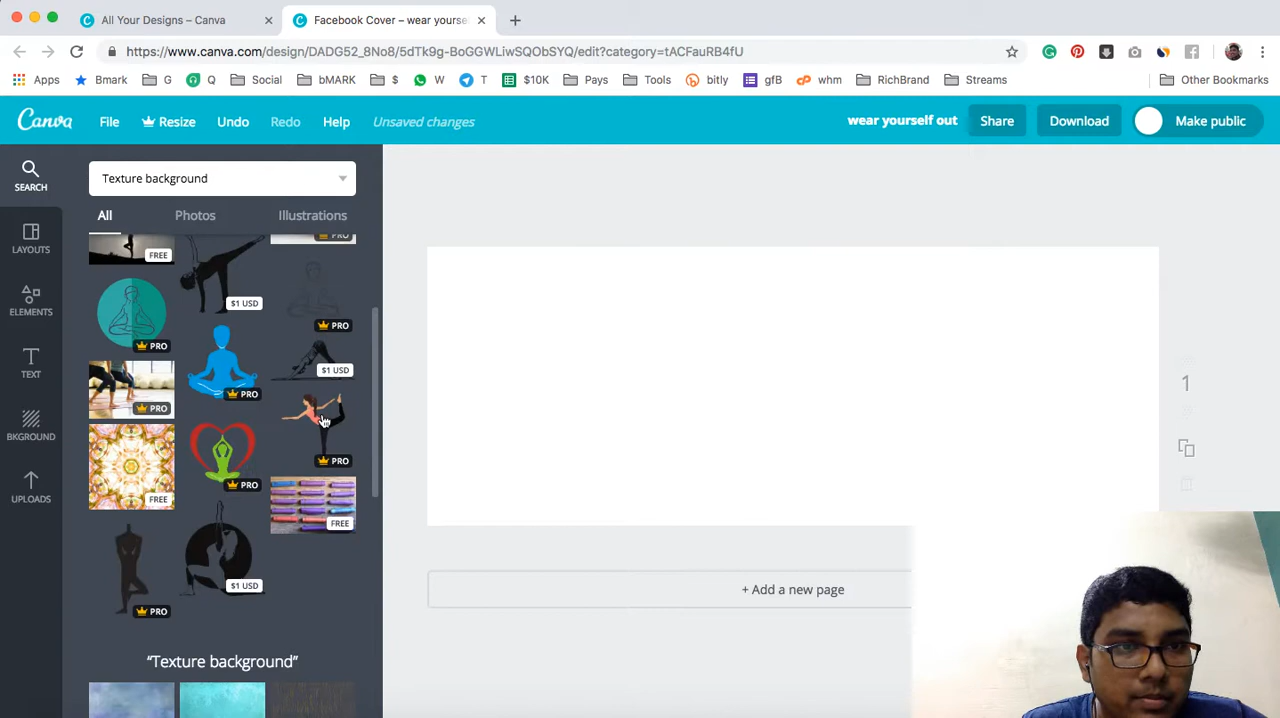 All Your Designs – Canva
Facebook Cover – wear yourse
https://www.canva.com/design/DADG52_8No8/5dTk9g-BoGGWLiwSQObSYQ/edit?category=tACFauRB4fU
Apps Bmark G Q Social bMARK $ W T $10K Pays Tools bitly gfB whm RichBrand Streams Other Bookmarks
Canva File Resize Undo Redo Help Unsaved changes wear yourself out Share Download Make public
SEARCH
LAYOUTS
ELEMENTS
TEXT
BKGROUND
UPLOADS
Texture background
All Photos Illustrations
PRO
FREE
$1 USD
PRO
PRO
$1 USD
PRO
PRO
PRO
PRO
FREE
FREE
$1 USD
PRO
"Texture background"
1
+ Add a new page